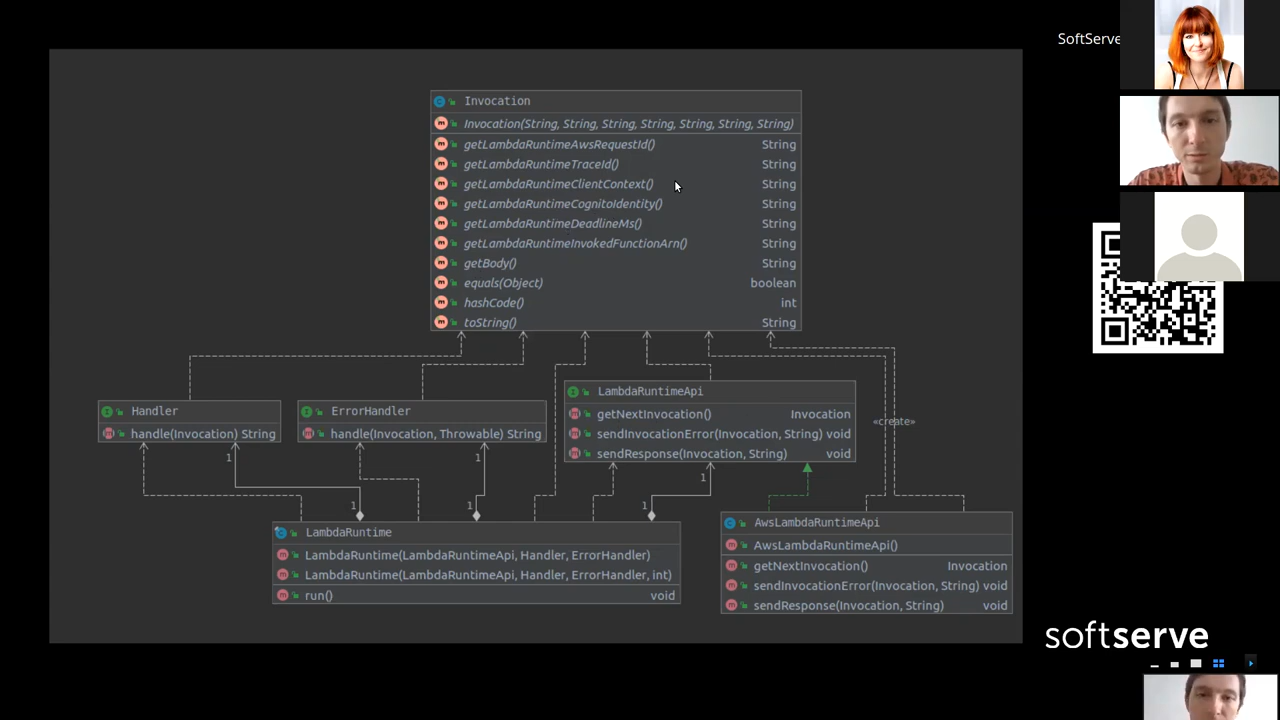 SoftServe
Invocation
Invocation(String, String, String, String, String, String, String)
getLambdaRuntimeAwsRequestId() String
getLambdaRuntimeTraceId() String
getLambdaRuntimeClientContext() String
getLambdaRuntimeCognitoIdentity() String
getLambdaRuntimeDeadlineMs() String
getLambdaRuntimeInvokedFunctionArn() String
getBody() String
equals(Object) boolean
hashCode() int
toString() String
Handler
handle(Invocation) String
ErrorHandler
handle(Invocation, Throwable) String
LambdaRuntimeApi
getNextInvocation() Invocation
sendInvocationError(Invocation, String) void
sendResponse(Invocation, String) void
«create»
1
1
1
1
1
1
LambdaRuntime
LambdaRuntime(LambdaRuntimeApi, Handler, ErrorHandler)
LambdaRuntime(LambdaRuntimeApi, Handler, ErrorHandler, int)
run() void
AwsLambdaRuntimeApi
AwsLambdaRuntimeApi()
getNextInvocation() Invocation
sendInvocationError(Invocation, String) void
sendResponse(Invocation, String) void
softserve